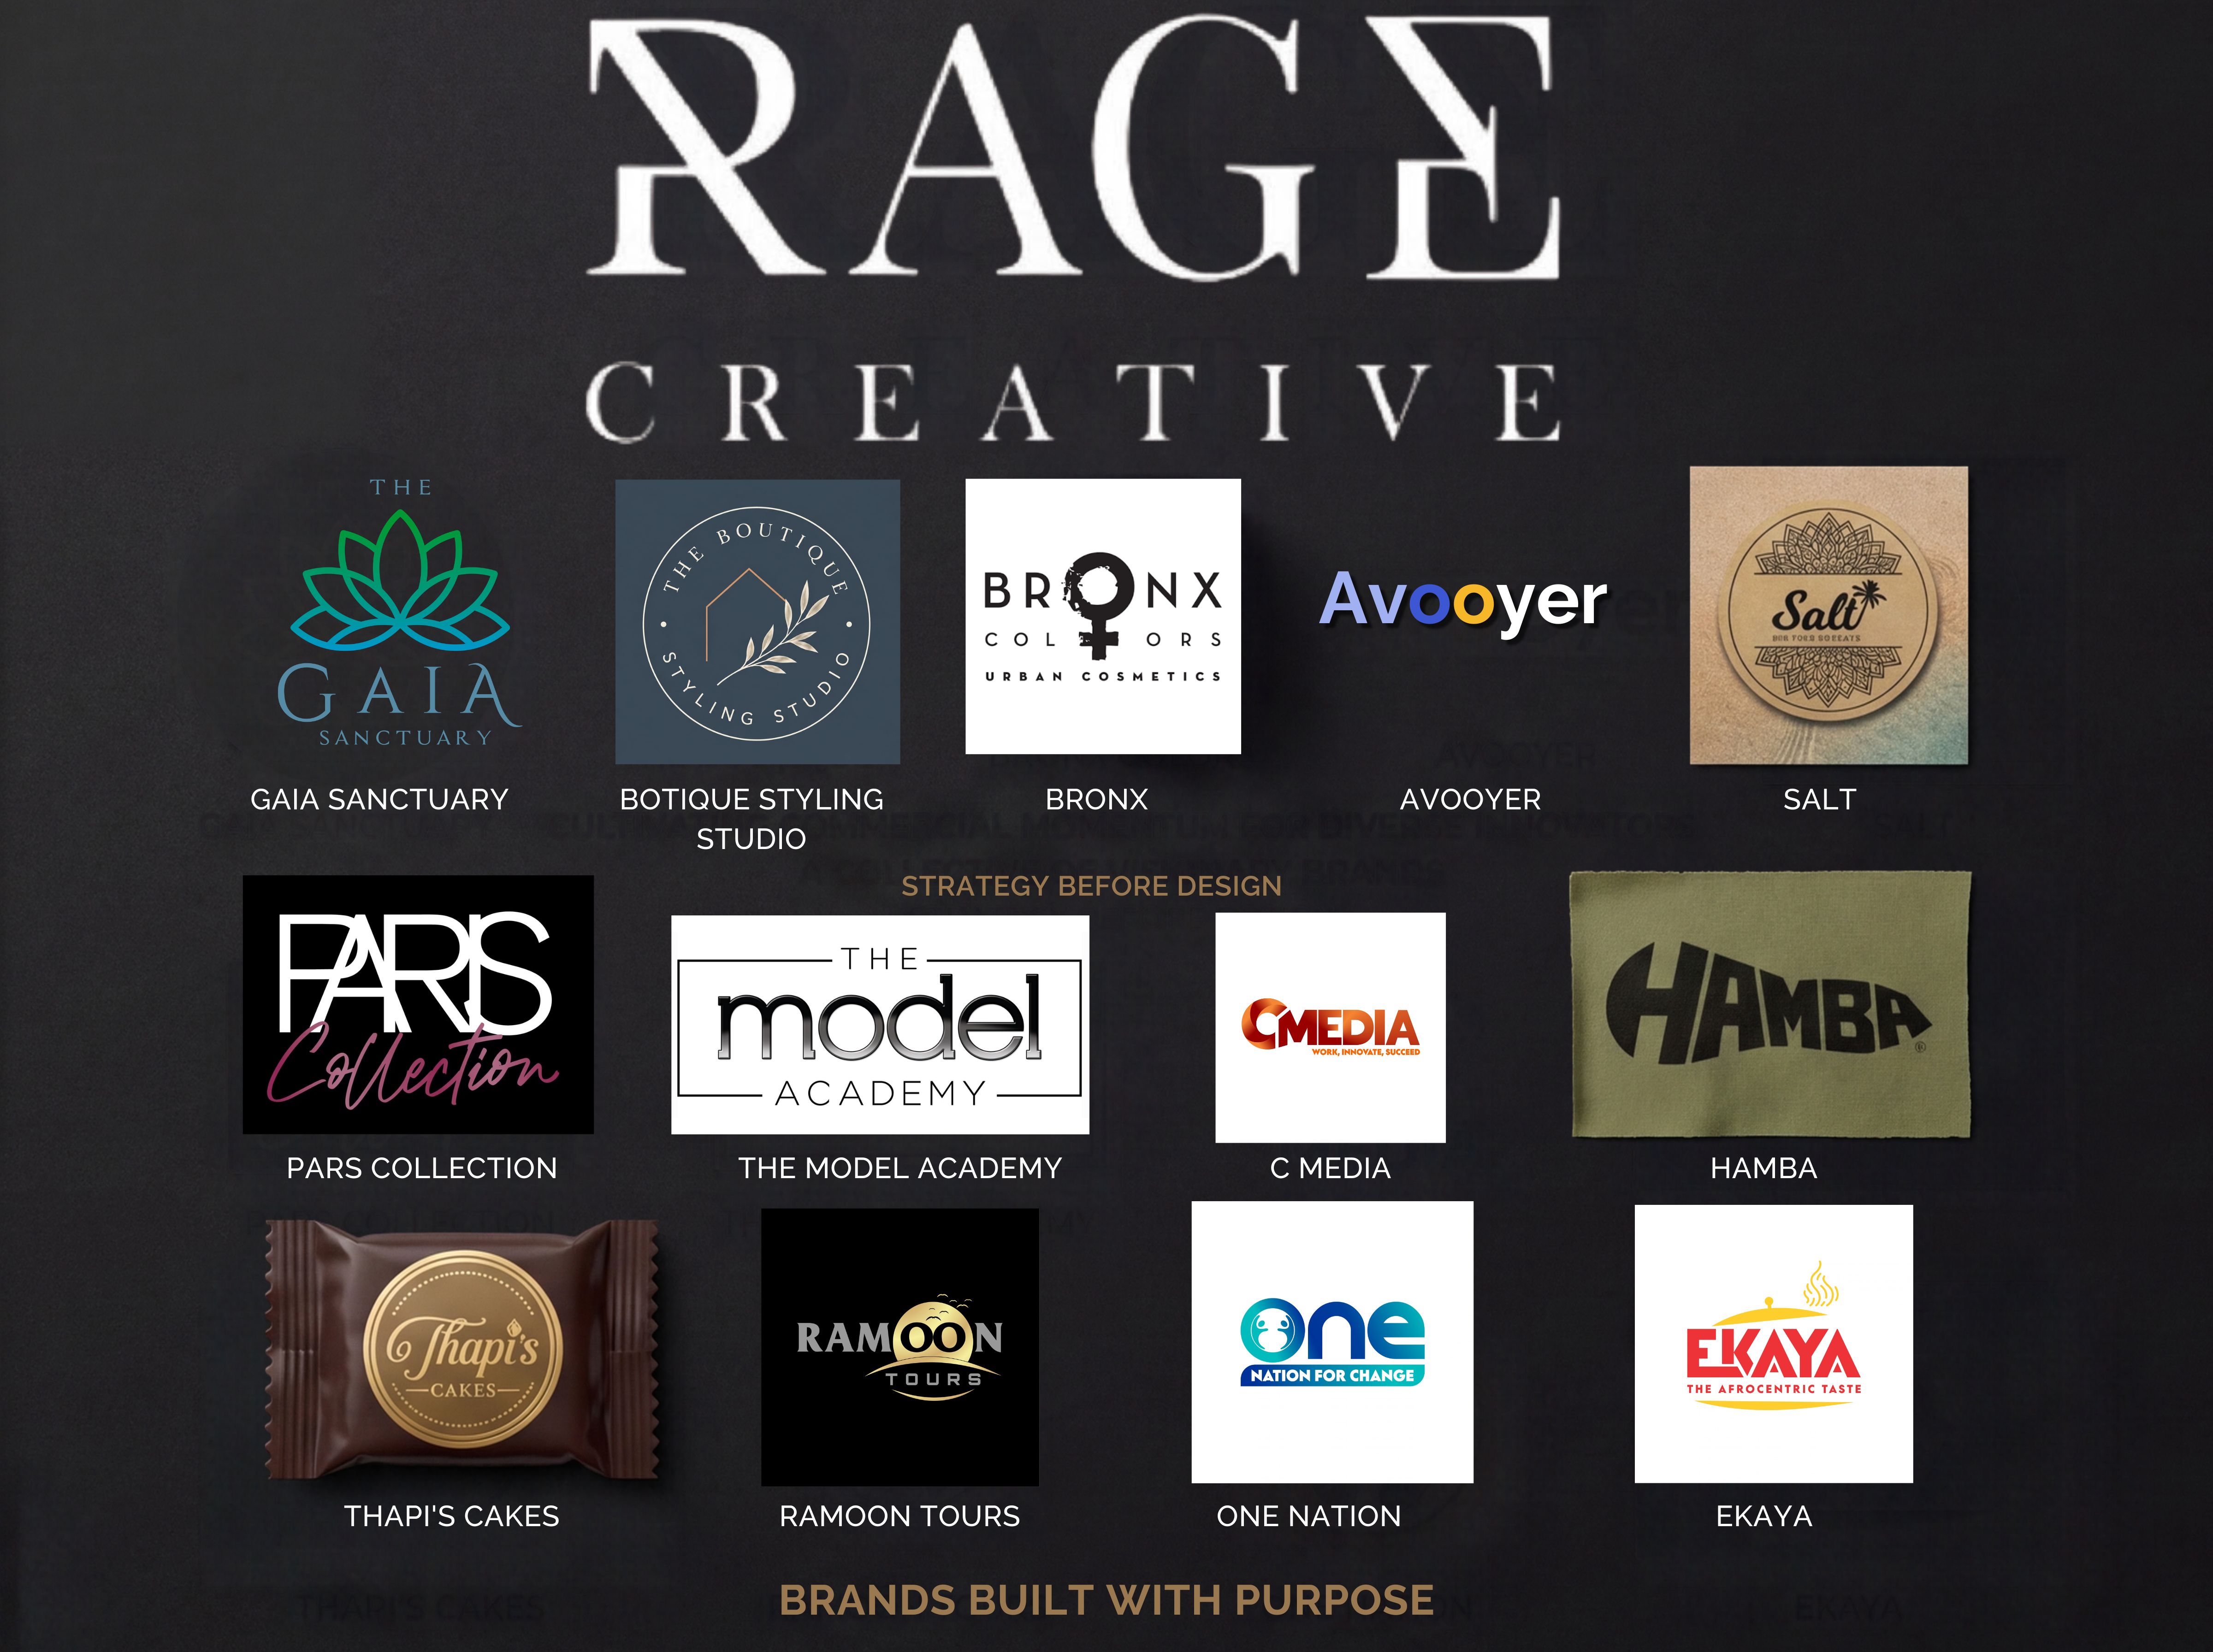 RAGE
CREATIVE
THE
GAIA
SANCTUARY
THE BOUTIQUE
STYLING STUDIO
BRONX
COLORS
URBAN COSMETICS
Avooyer
Salt
GAIA SANCTUARY
BOTIQUE STYLING
STUDIO
BRONX
AVOOYER
SALT
STRATEGY BEFORE DESIGN
PARIS
Collection
THE
model
ACADEMY
CMEDIA
WORK, INNOVATE, SUCCEED
HAMBA
®
PARS COLLECTION
THE MODEL ACADEMY
C MEDIA
HAMBA
Thapi's
CAKES
RAMOON
TOURS
one
NATION FOR CHANGE
EKAYA
THE AFROCENTRIC TASTE
THAPI'S CAKES
RAMOON TOURS
ONE NATION
EKAYA
BRANDS BUILT WITH PURPOSE